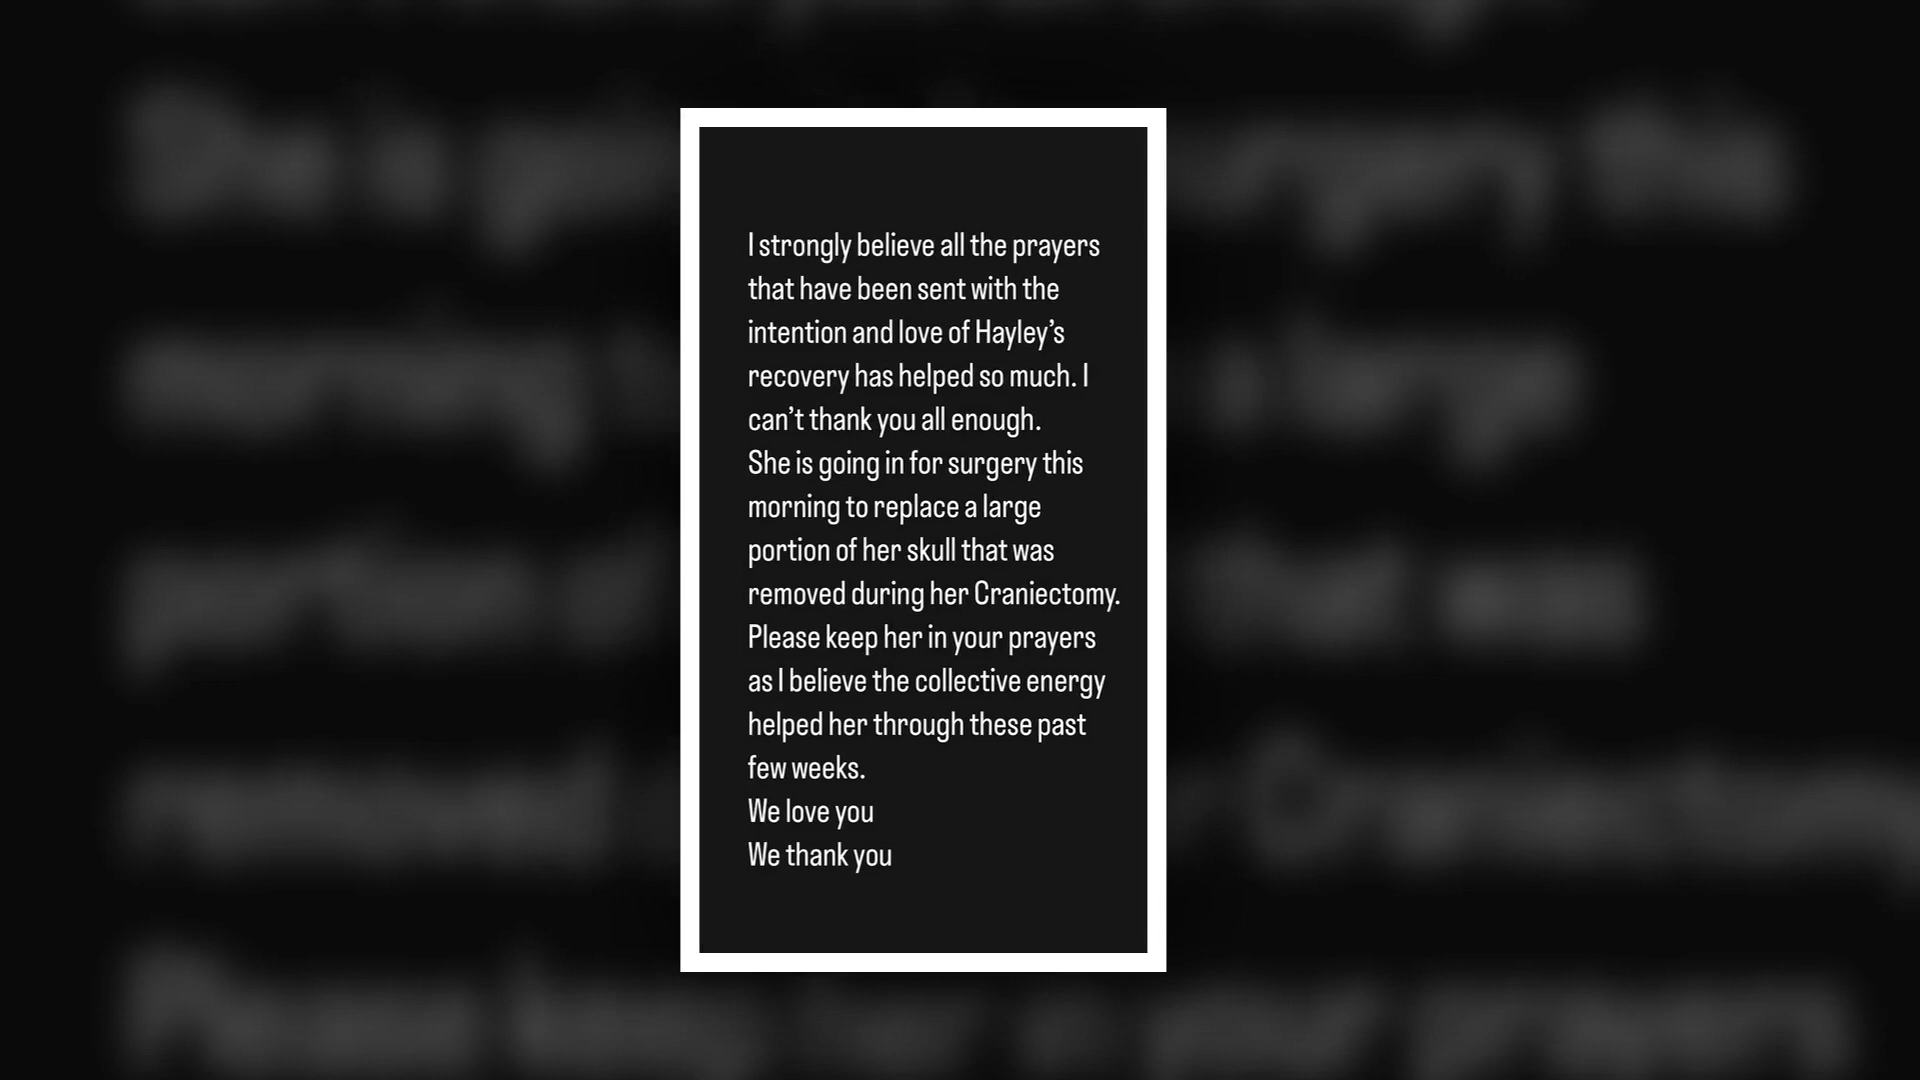 I strongly believe all the prayers
that have been sent with the
intention and love of Hayley’s
recovery has helped so much. I
can’t thank you all enough.
She is going in for surgery this
morning to replace a large
portion of her skull that was
removed during her Craniectomy.
Please keep her in your prayers
as I believe the collective energy
helped her through these past
few weeks.
We love you
We thank you